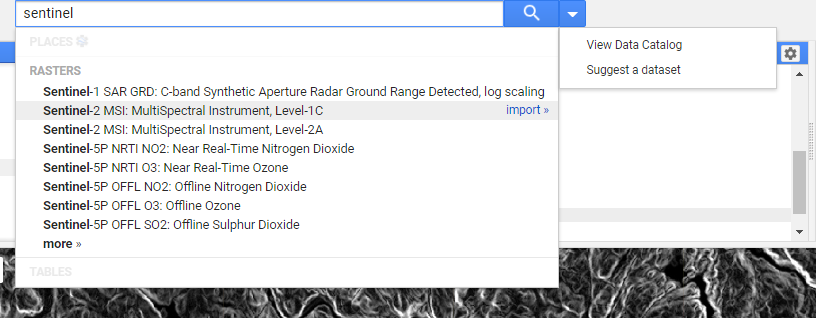 sentinel
PLACES
RASTERS
Sentinel-1 SAR GRD: C-band Synthetic Aperture Radar Ground Range Detected, log scaling
Sentinel-2 MSI: MultiSpectral Instrument, Level-1C import »
Sentinel-2 MSI: MultiSpectral Instrument, Level-2A
Sentinel-5P NRTI NO2: Near Real-Time Nitrogen Dioxide
Sentinel-5P NRTI O3: Near Real-Time Ozone
Sentinel-5P OFFL NO2: Offline Nitrogen Dioxide
Sentinel-5P OFFL O3: Offline Ozone
Sentinel-5P OFFL SO2: Offline Sulphur Dioxide
more »
TABLES
View Data Catalog
Suggest a dataset